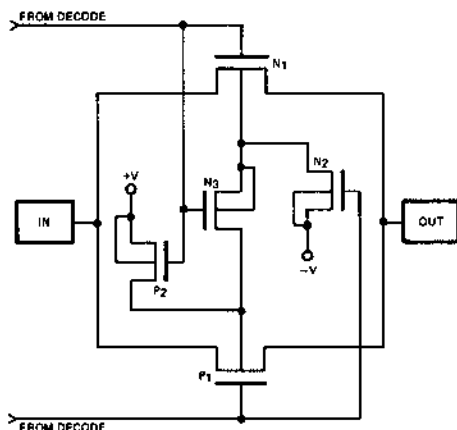 FROM DECODE
N1
N2
+V
N3
IN
OUT
P2
−V
P1
FROM DECODE